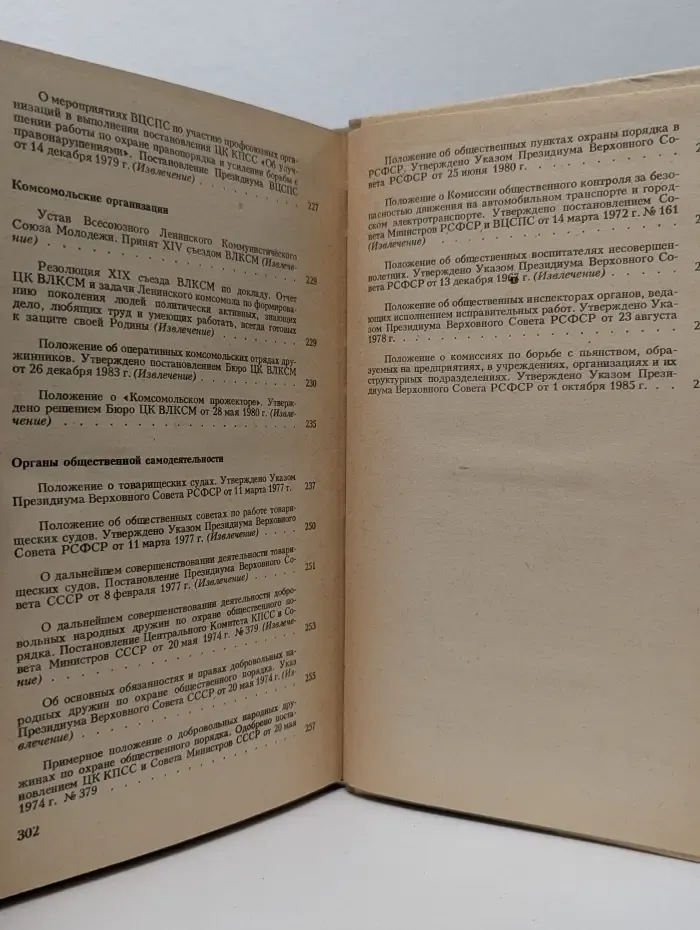 О мероприятиях ВЦСПС по участию профсоюзных орга-
низаций в выполнении постановления ЦК КПСС «Об улуч-
шении работы по охране правопорядка и усилении борьбы с
правонарушениями». Постановление Президиума ВЦСПС
от 14 декабря 1979 г. (Извлечение) . . . . . . . . . 227
Комсомольские организации
Устав Всесоюзного Ленинского Коммунистического
Союза Молодежи. Принят XIV съездом ВЛКСМ (Извлече-
ние) . . . . . . . . . . . . . . . . 229
Резолюция XIX съезда ВЛКСМ по докладу. Отчет
ЦК ВЛКСМ и задачи Ленинского комсомола по формирова-
нию поколения людей политически активных, знающих
дело, любящих труд и умеющих работать, всегда готовых
к защите своей Родины (Извлечение) . . . . . . . 229
Положение об оперативных комсомольских отрядах дру-
жинников. Утверждено постановлением Бюро ЦК ВЛКСМ
от 26 декабря 1983 г. (Извлечение) . . . . . . . . 230
Положение о «Комсомольском прожекторе». Утверж-
дено решением Бюро ЦК ВЛКСМ от 28 мая 1980 г. (Извле-
чение) . . . . . . . . . . . . . . . 235
Органы общественной самодеятельности
Положение о товарищеских судах. Утверждено Указом
Президиума Верховного Совета РСФСР от 11 марта 1977 г. 237
Положение об общественных советах по работе товари-
щеских судов. Утверждено Указом Президиума Верховного
Совета РСФСР от 11 марта 1977 г. (Извлечение) . . . . 250
О дальнейшем совершенствовании деятельности товари-
щеских судов. Постановление Президиума Верховного Со-
вета СССР от 8 февраля 1977 г. (Извлечение) . . . . . 251
О дальнейшем совершенствовании деятельности добро-
вольных народных дружин по охране общественного по-
рядка. Постановление Центрального Комитета КПСС и Со-
вета Министров СССР от 20 мая 1974 г. № 379 (Извлече-
ние) . . . . . . . . . . . . . . . . 253
Об основных обязанностях и правах добровольных на-
родных дружин по охране общественного порядка. Указ
Президиума Верховного Совета СССР от 20 мая 1974 г. (Из-
влечение) . . . . . . . . . . . . . . 255
Примерное положение о добровольных народных дру-
жинах по охране общественного порядка. Одобрено поста-
новлением ЦК КПСС и Совета Министров СССР от 20 мая
1974 г. № 379 . . . . . . . . . . . . . 257
302
Положение об общественных пунктах охраны порядка в
РСФСР. Утверждено Указом Президиума Верховного Со-
вета РСФСР от 25 июня 1980 г. . . . . . . . . . 2
Положение о Комиссии общественного контроля за безо-
пасностью движения на автомобильном транспорте и город-
ском электротранспорте. Утверждено постановлением Со-
вета Министров РСФСР и ВЦСПС от 14 марта 1972 г. № 161
(Извлечение) . . . . . . . . . . . . . 2
Положение об общественных воспитателях несовершен-
нолетних. Утверждено Указом Президиума Верховного Со-
вета РСФСР от 13 декабря г. (Извлечение) . . . . 2
Положение об общественных инспекторах органов, веда-
ющих исполнением исправительных работ. Утверждено Ука-
зом Президиума Верховного Совета РСФСР от 23 августа
1978 г. . . . . . . . . . . . . . . . 2
Положение о комиссиях по борьбе с пьянством, обра-
зуемых на предприятиях, в учреждениях, организациях и их
структурных подразделениях. Утверждено Указом Прези-
диума Верховного Совета РСФСР от 1 октября 1985 г. . . . 2